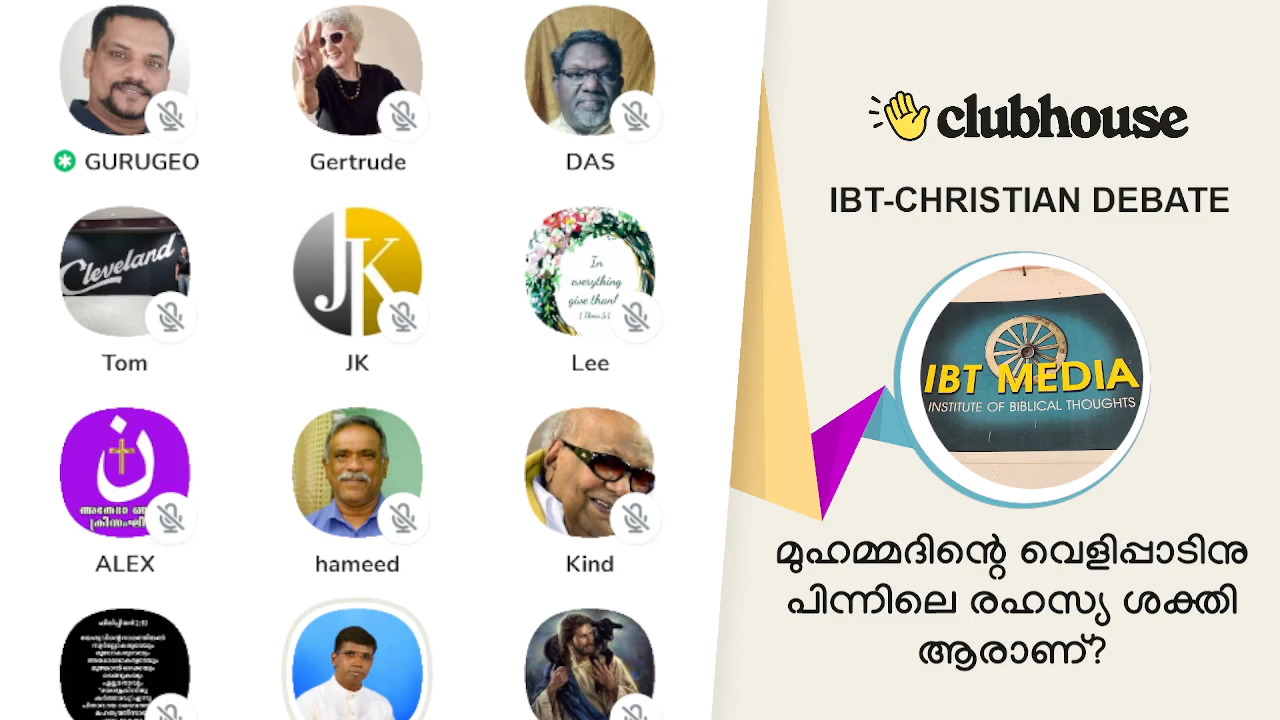 GURUGEO
Gertrude
DAS
Cleveland
Tom
JK
JK
In
everything
give than
Lee
ALEX
hameed
Kind
clubhouse
IBT-CHRISTIAN DEBATE
IBT MEDIA
INSTITUTE OF BIBLICAL THOUGHTS
മുഹമ്മദിന്റെ വെളിപ്പാടിനു
പിന്നിലെ രഹസ്യ ശക്തി
ആരാണ്?